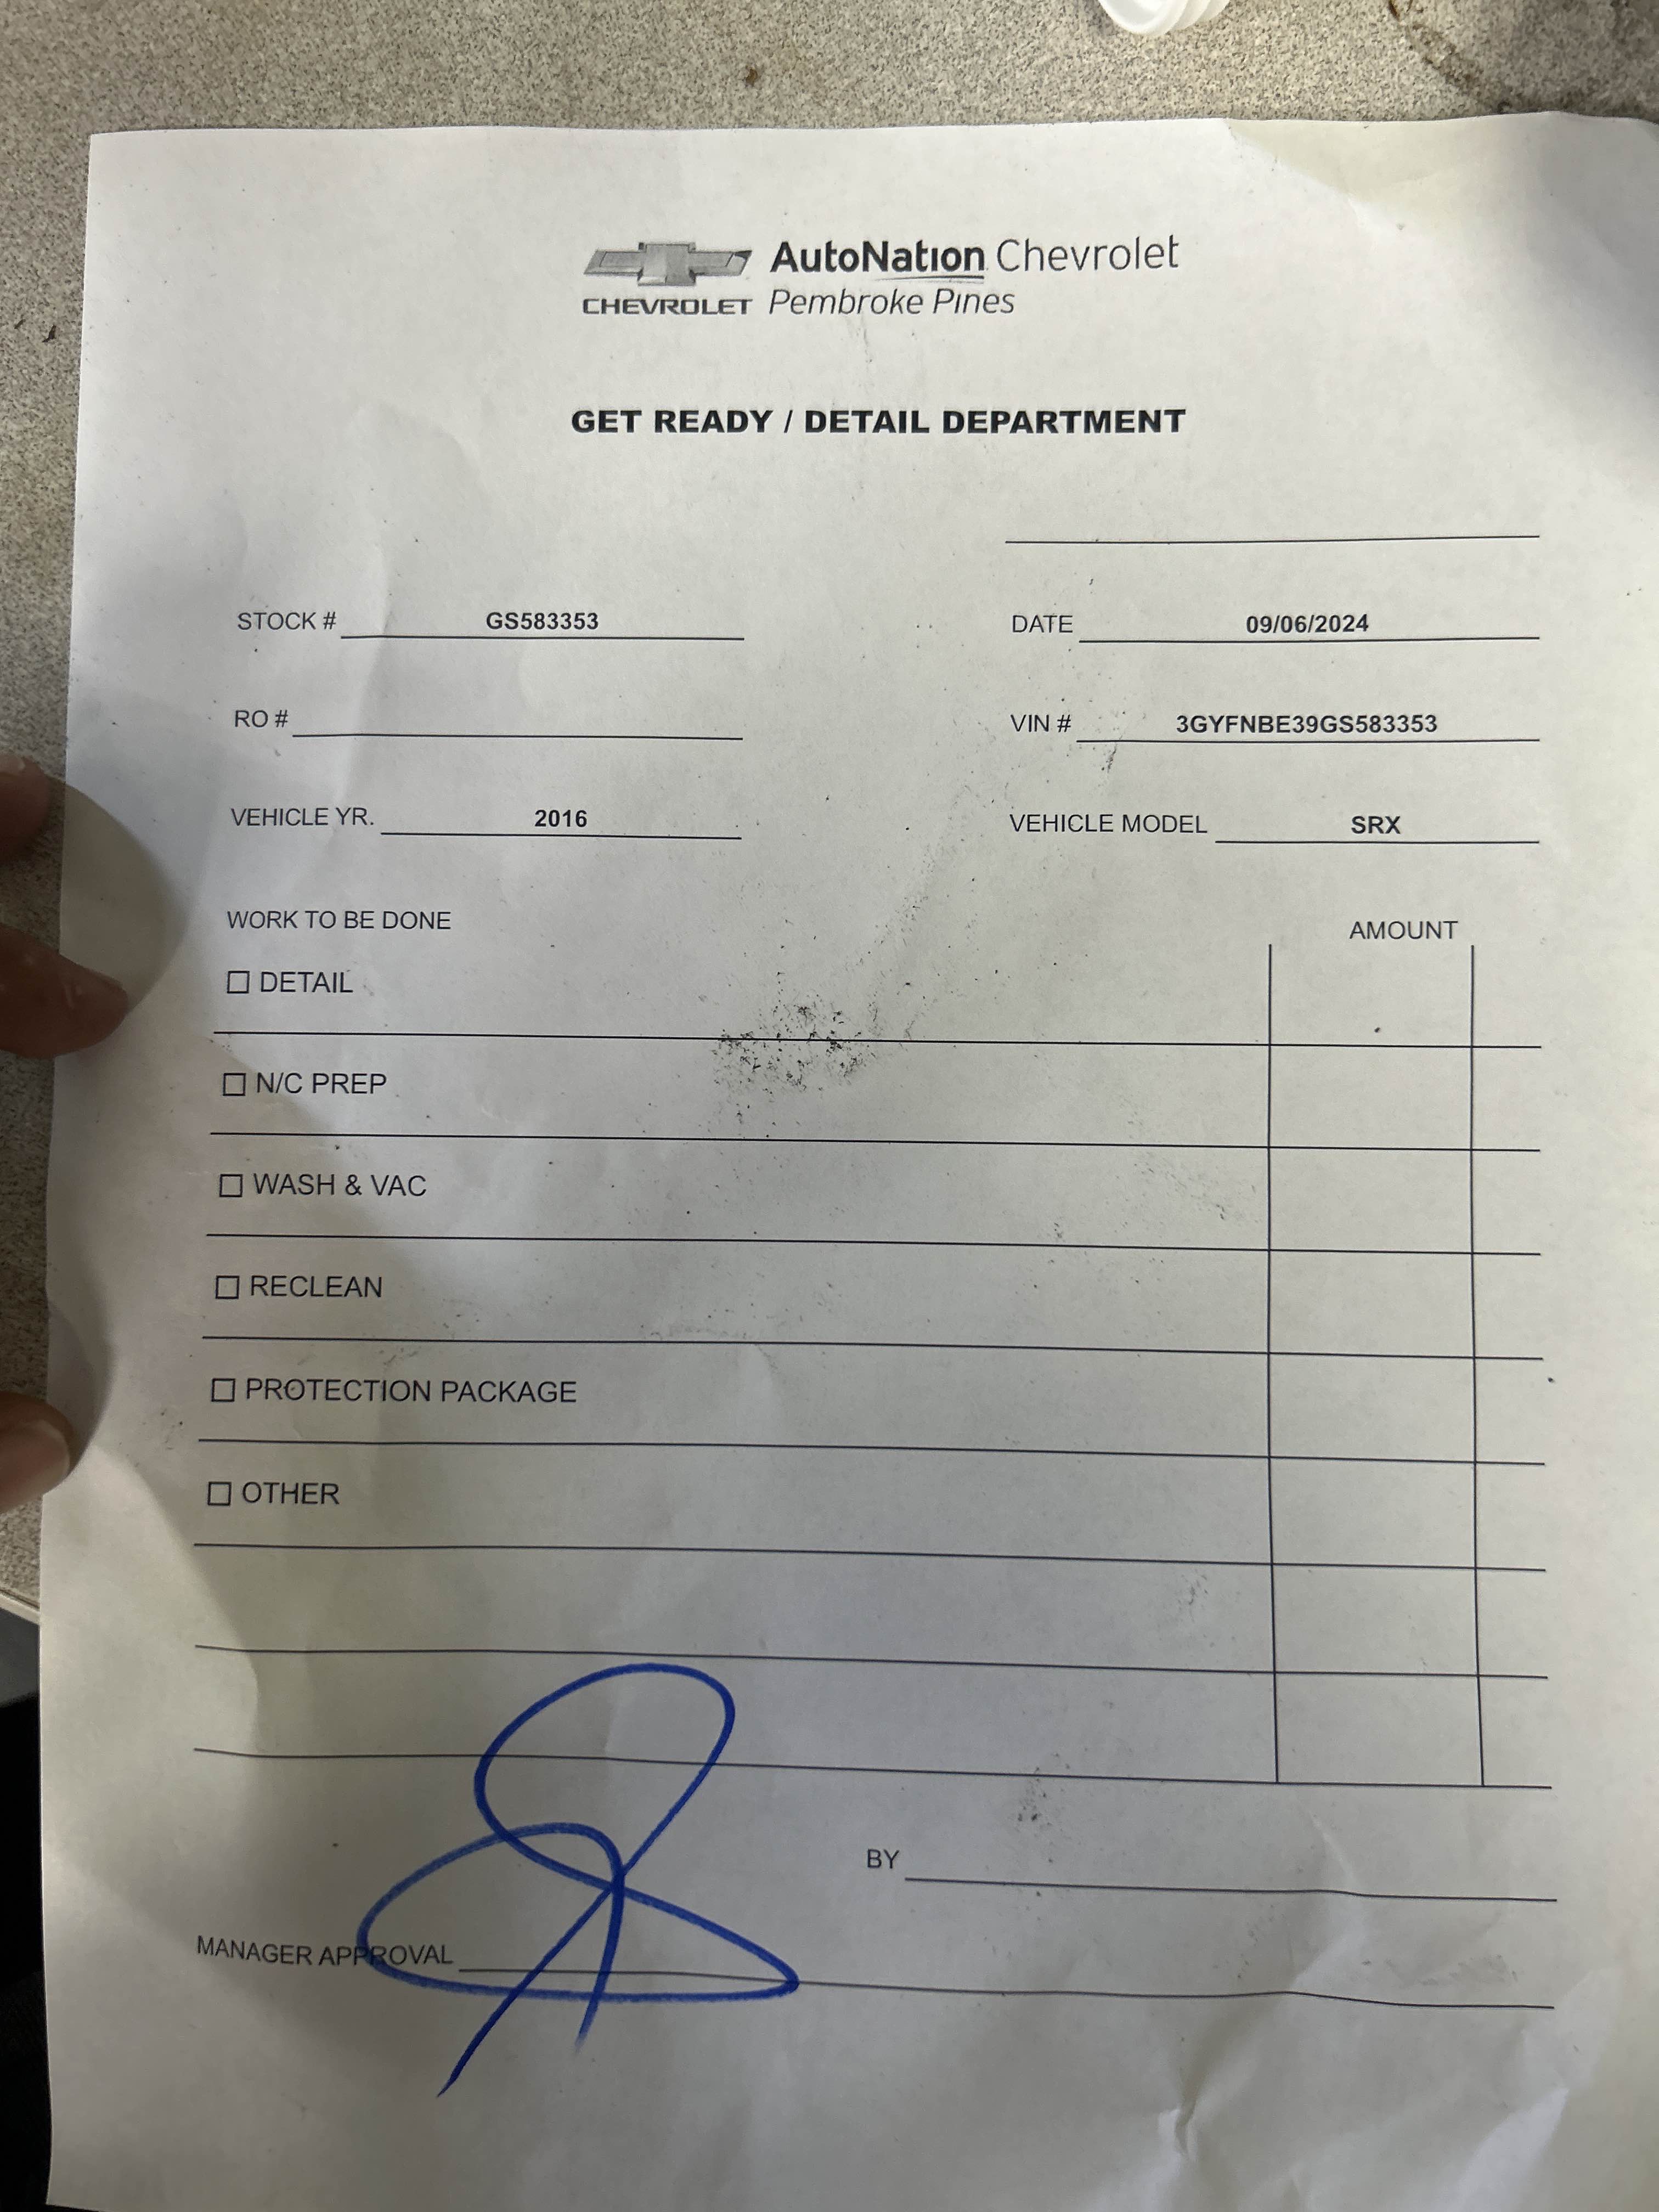 AutoNation Chevrolet
CHEVROLET Pembroke Pines
GET READY / DETAIL DEPARTMENT
STOCK # GS583353 DATE 09/06/2024
RO # VIN # 3GYFNBE39GS583353
VEHICLE YR. 2016 VEHICLE MODEL SRX
WORK TO BE DONE AMOUNT
DETAIL
N/C PREP
WASH & VAC
RECLEAN
PROTECTION PACKAGE
OTHER
BY
MANAGER APPROVAL